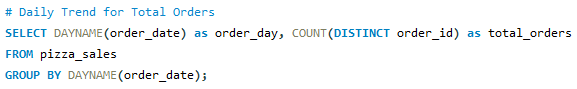 # Daily Trend for Total Orders
SELECT DAYNAME(order_date) as order_day, COUNT(DISTINCT order_id) as total_orders
FROM pizza_sales
GROUP BY DAYNAME(order_date);